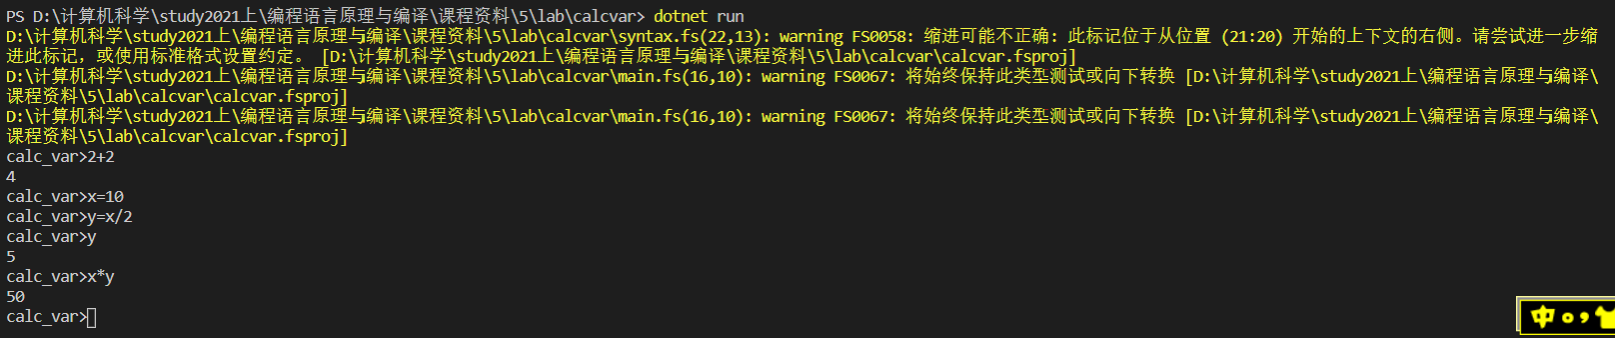 PS D:\计算机科学\study2021上\编程语言原理与编译\课程资料\5\lab\calcvar> dotnet run
D:\计算机科学\study2021上\编程语言原理与编译\课程资料\5\lab\calcvar\syntax.fs(22,13): warning FS0058: 缩进可能不正确: 此标记位于从位置 (21:20) 开始的上下文的右侧。请尝试进一步缩
进此标记，或使用标准格式设置约定。 [D:\计算机科学\study2021上\编程语言原理与编译\课程资料\5\lab\calcvar\calcvar.fsproj]
D:\计算机科学\study2021上\编程语言原理与编译\课程资料\5\lab\calcvar\main.fs(16,10): warning FS0067: 将始终保持此类型测试或向下转换 [D:\计算机科学\study2021上\编程语言原理与编译\
课程资料\5\lab\calcvar\calcvar.fsproj]
D:\计算机科学\study2021上\编程语言原理与编译\课程资料\5\lab\calcvar\main.fs(16,10): warning FS0067: 将始终保持此类型测试或向下转换 [D:\计算机科学\study2021上\编程语言原理与编译\
课程资料\5\lab\calcvar\calcvar.fsproj]
calc_var>2+2
4
calc_var>x=10
calc_var>y=x/2
calc_var>y
5
calc_var>x*y
50
calc_var>
中